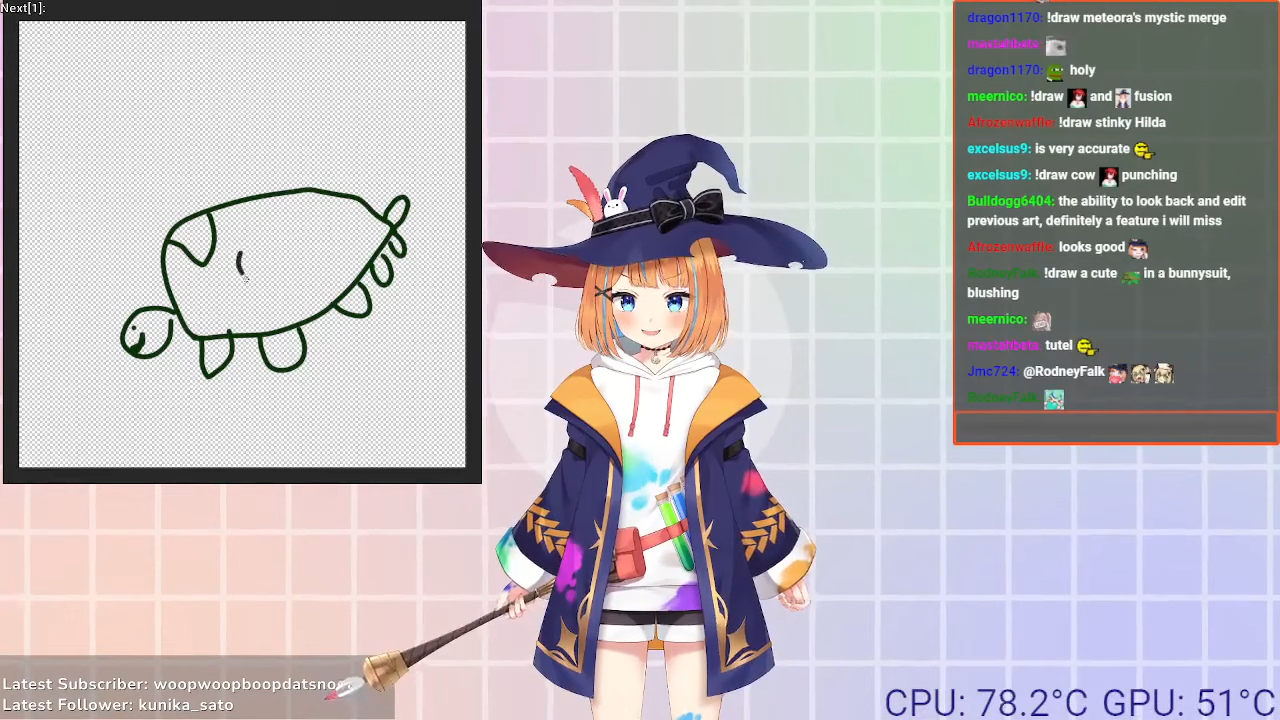 Next[1]:
dragon1170: !draw meteora's mystic merge
mastahbeta:
dragon1170: holy
meernico: !draw and fusion
Afrozenwaffle: !draw stinky Hilda
excelsus9: is very accurate
excelsus9: !draw cow punching
Bulldogg6404: the ability to look back and edit
previous art, definitely a feature i will miss
Afrozenwaffle: looks good
RodneyFalk: !draw a cute in a bunnysuit,
blushing
meernico:
mastahbeta: tutel
Jmc724: @RodneyFalk
RodneyFalk:
Latest Subscriber: woopwoopboopdatsnoo
Latest Follower: kunika_sato
CPU: 78.2°C GPU: 51°C